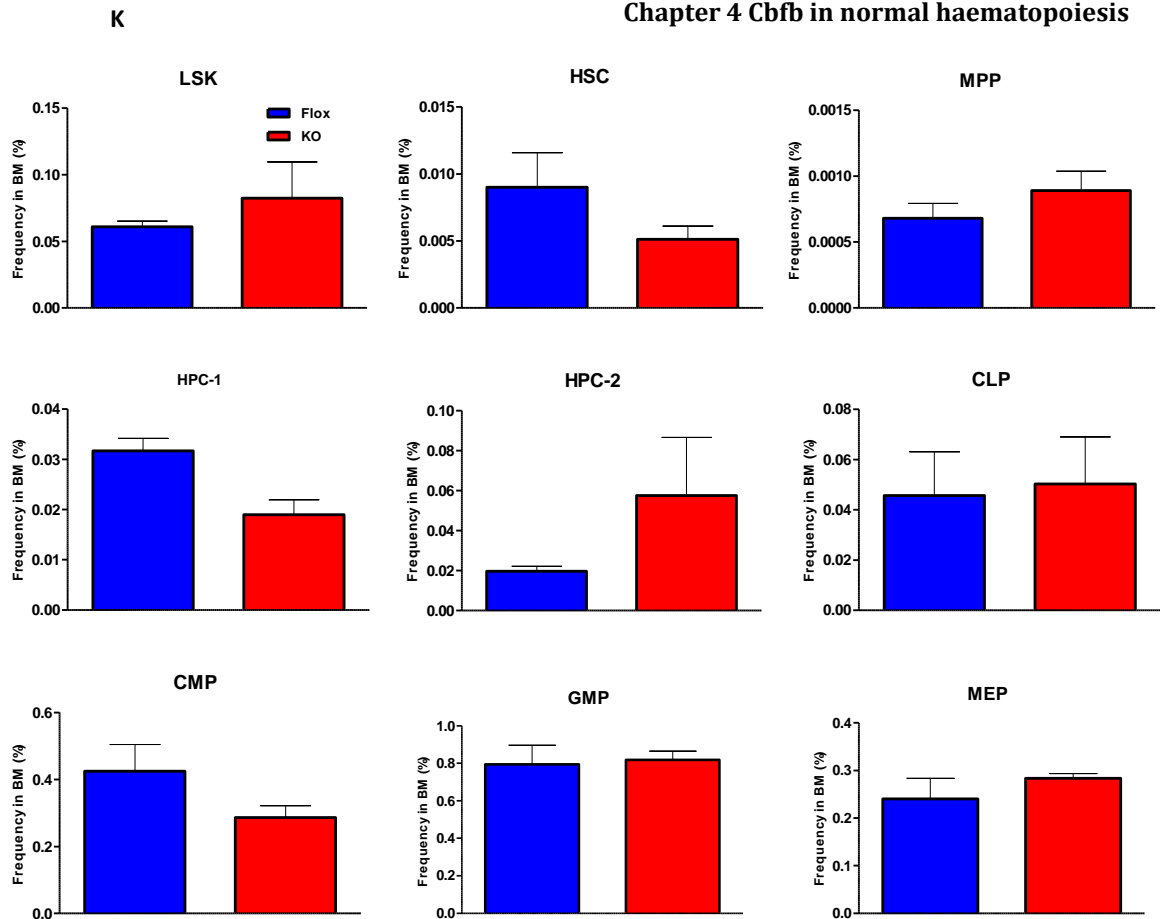 Chapter 4 Cbfb in normal haematopoiesis
K
LSK
Frequency in BM (%)
0.15
0.10
0.05
0.00
Flox
KO
HSC
Frequency in BM (%)
0.015
0.010
0.005
0.000
MPP
Frequency in BM (%)
0.0015
0.0010
0.0005
0.0000
HPC-1
Frequency in BM (%)
0.04
0.03
0.02
0.01
0.00
HPC-2
Frequency in BM (%)
0.10
0.08
0.06
0.04
0.02
0.00
CLP
Frequency in BM (%)
0.08
0.06
0.04
0.02
0.00
CMP
Frequency in BM (%)
0.6
0.4
0.2
0.0
GMP
Frequency in BM (%)
1.0
0.8
0.6
0.4
0.2
0.0
MEP
Frequency in BM (%)
0.4
0.3
0.2
0.1
0.0